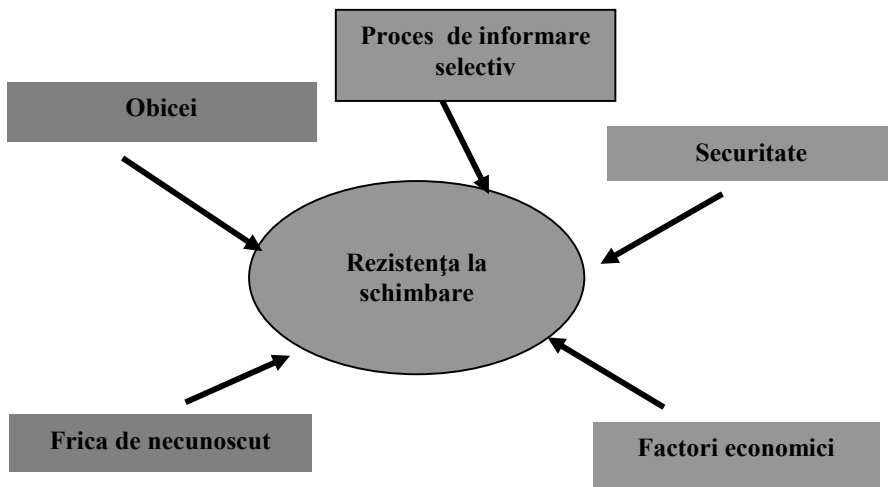 Proces de informare
selectiv
Obicei
Securitate
Rezistenţa la
schimbare
Frica de necunoscut
Factori economici